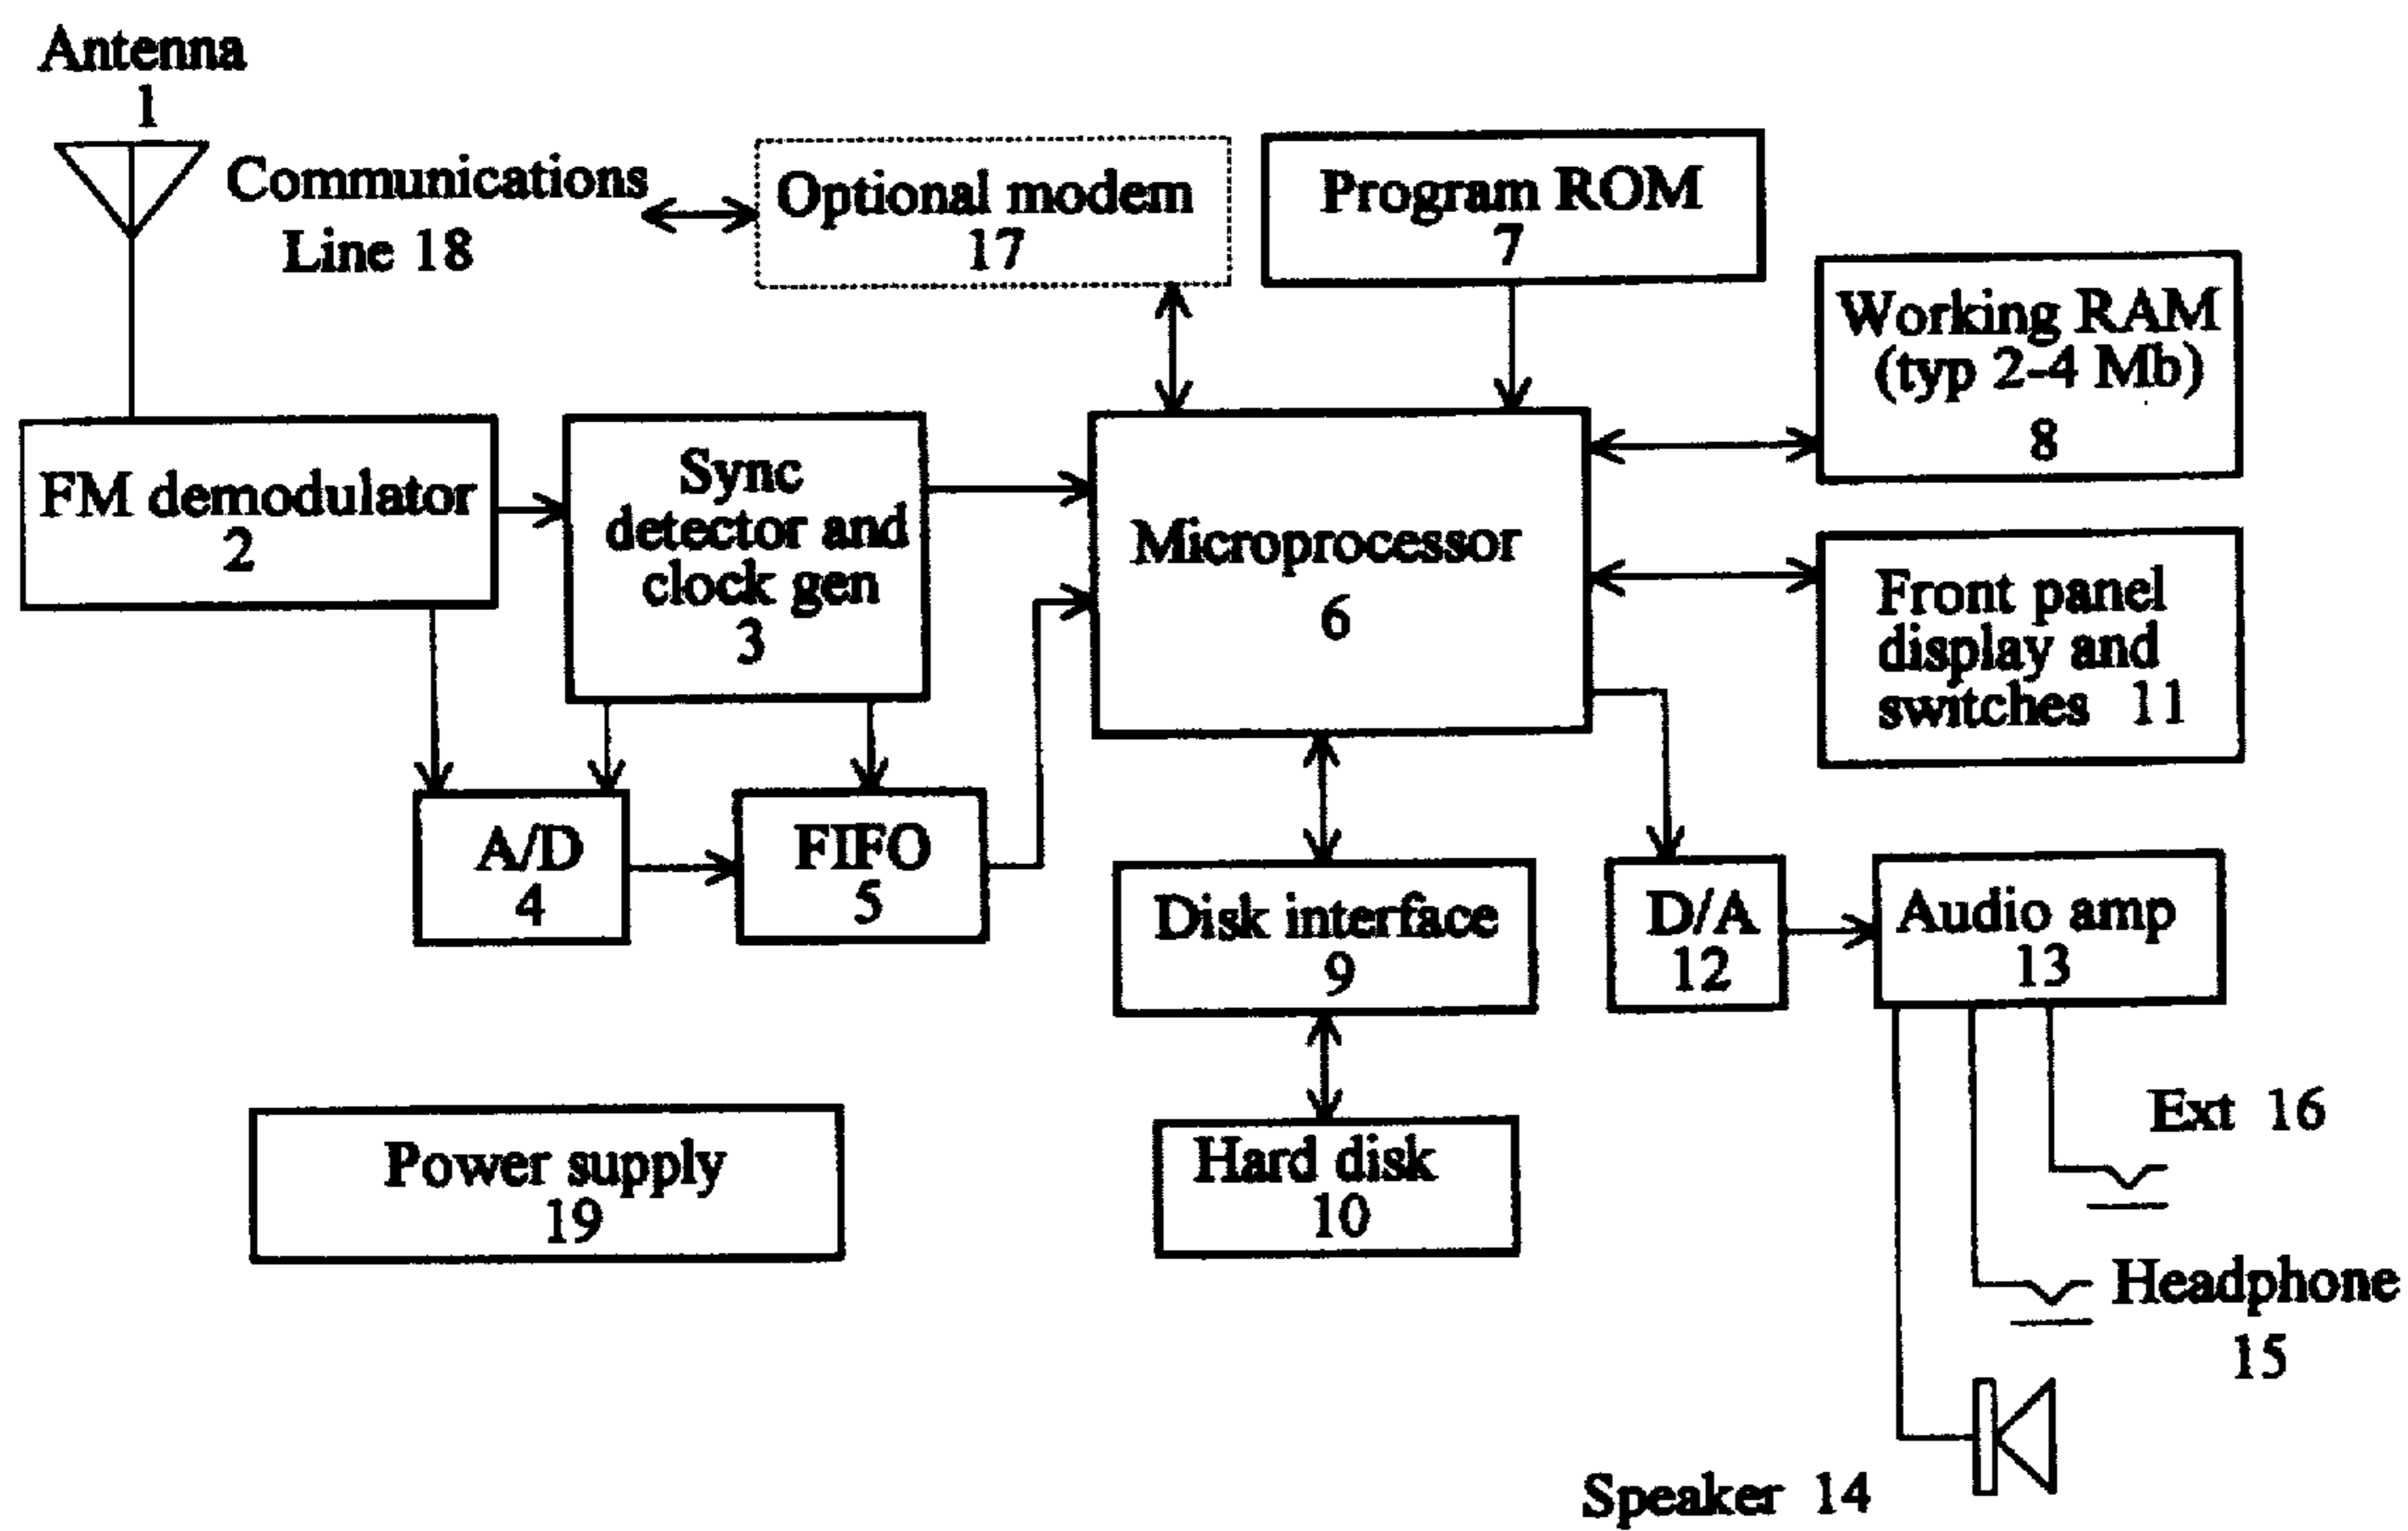 Antenna
1
Communications
Line 18
Optional modem
17
Program ROM
7
Working RAM
(typ 2-4 Mb)
8
FM demodulator
2
Sync
detector and
clock gen
3
Microprocessor
6
Front panel
display and
switches 11
A/D
4
FIFO
5
Disk interface
9
D/A
12
Audio amp
13
Power supply
19
Hard disk
10
Ext 16
Headphone
15
Speaker 14